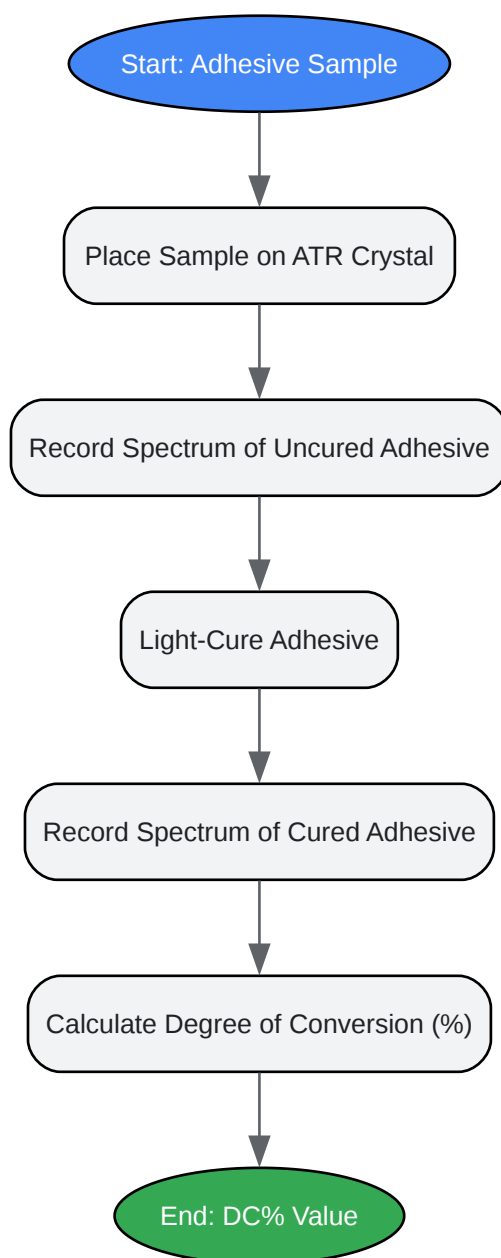 Start: Adhesive Sample
Place Sample on ATR Crystal
Record Spectrum of Uncured Adhesive
Light-Cure Adhesive
Record Spectrum of Cured Adhesive
Calculate Degree of Conversion (%)
End: DC% Value